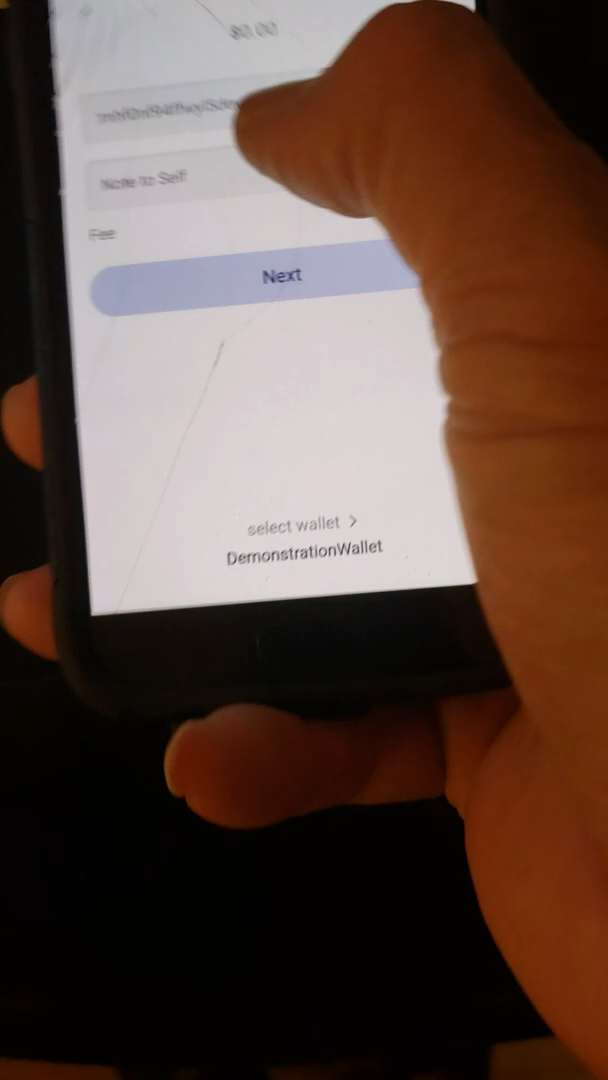 $0.00
Note to Self
Fee
Next
select wallet >
DemonstrationWallet